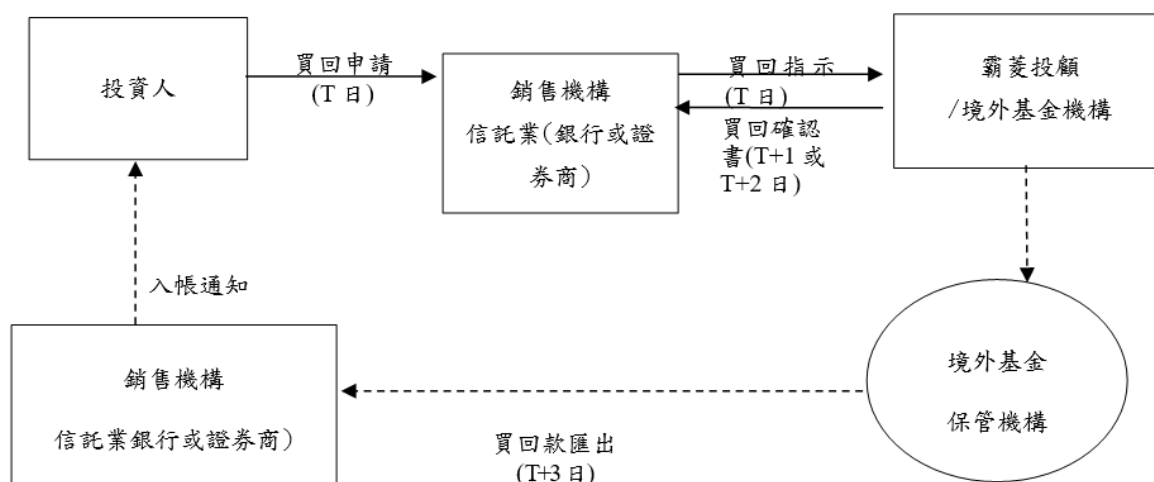 投資人
買回申請
(T 日)
銷售機構
信託業(銀行或證
券商)
買回指示
(T 日)
買回確認
書(T+1 或
T+2 日)
霸菱投顧
/境外基金機構
入帳通知
銷售機構
信託業銀行或證券商)
買回款匯出
(T+3 日)
境外基金
保管機構